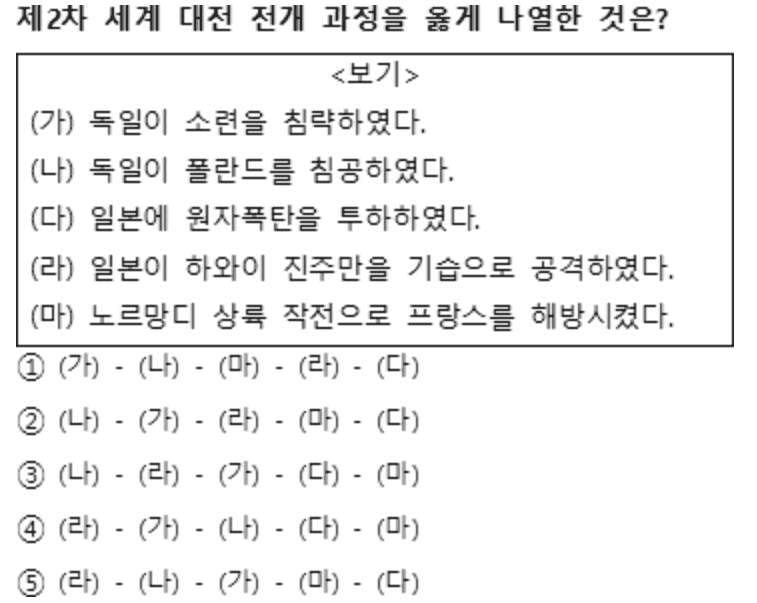 제2차 세계 대전 전개 과정을 옳게 나열한 것은?
<보기>
(가) 독일이 소련을 침략하였다.
(나) 독일이 폴란드를 침공하였다.
(다) 일본에 원자폭탄을 투하하였다.
(라) 일본이 하와이 진주만을 기습으로 공격하였다.
(마) 노르망디 상륙 작전으로 프랑스를 해방시켰다.
① (가) - (나) - (마) - (라) - (다)
② (나) - (가) - (라) - (마) - (다)
③ (나) - (라) - (가) - (다) - (마)
④ (라) - (가) - (나) - (다) - (마)
⑤ (라) - (나) - (가) - (마) - (다)